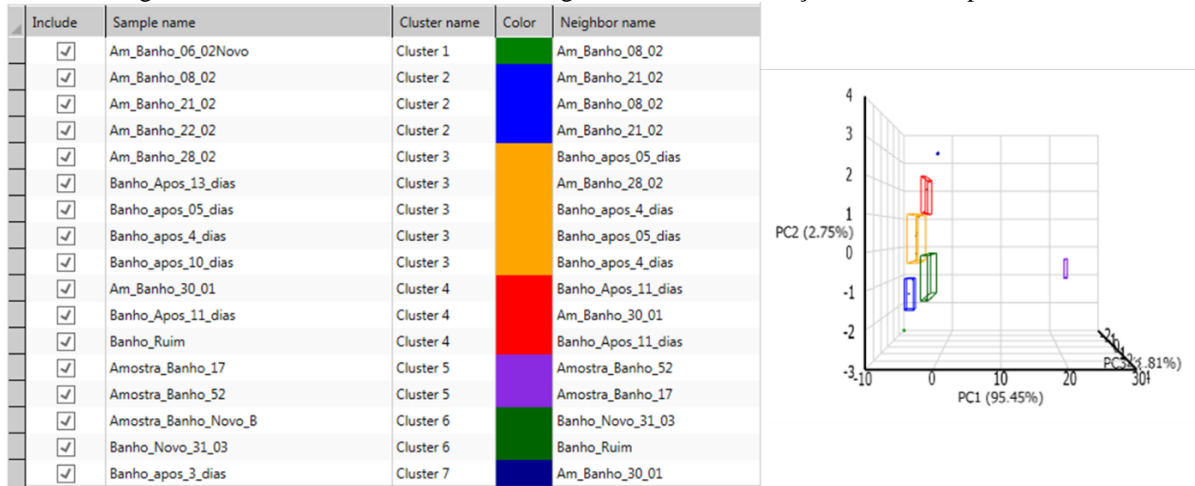 Include Sample name Cluster name Color Neighbor name
Am_Banho_06_02Novo Cluster 1 Am_Banho_08_02
Am_Banho_08_02 Cluster 2 Am_Banho_21_02
Am_Banho_21_02 Cluster 2 Am_Banho_08_02
Am_Banho_22_02 Cluster 2 Am_Banho_21_02
Am_Banho_28_02 Cluster 3 Banho_apos_05_dias
Banho_Apos_13_dias Cluster 3 Am_Banho_28_02
Banho_apos_05_dias Cluster 3 Banho_apos_4_dias
Banho_apos_4_dias Cluster 3 Banho_apos_05_dias
Banho_apos_10_dias Cluster 3 Banho_apos_4_dias
Am_Banho_30_01 Cluster 4 Banho_Apos_11_dias
Banho_Apos_11_dias Cluster 4 Am_Banho_30_01
Banho_Ruim Cluster 4 Banho_Apos_11_dias
Amostra_Banho_17 Cluster 5 Amostra_Banho_52
Amostra_Banho_52 Cluster 5 Amostra_Banho_17
Amostra_Banho_Novo_B Cluster 6 Banho_Novo_31_03
Banho_Novo_31_03 Cluster 6 Banho_Ruim
Banho_apos_3_dias Cluster 7 Am_Banho_30_01
4
3
2
1
PC2 (2.75%)
0
-1
-2
-3
-10 0 10 20 30
PC1 (95.45%)